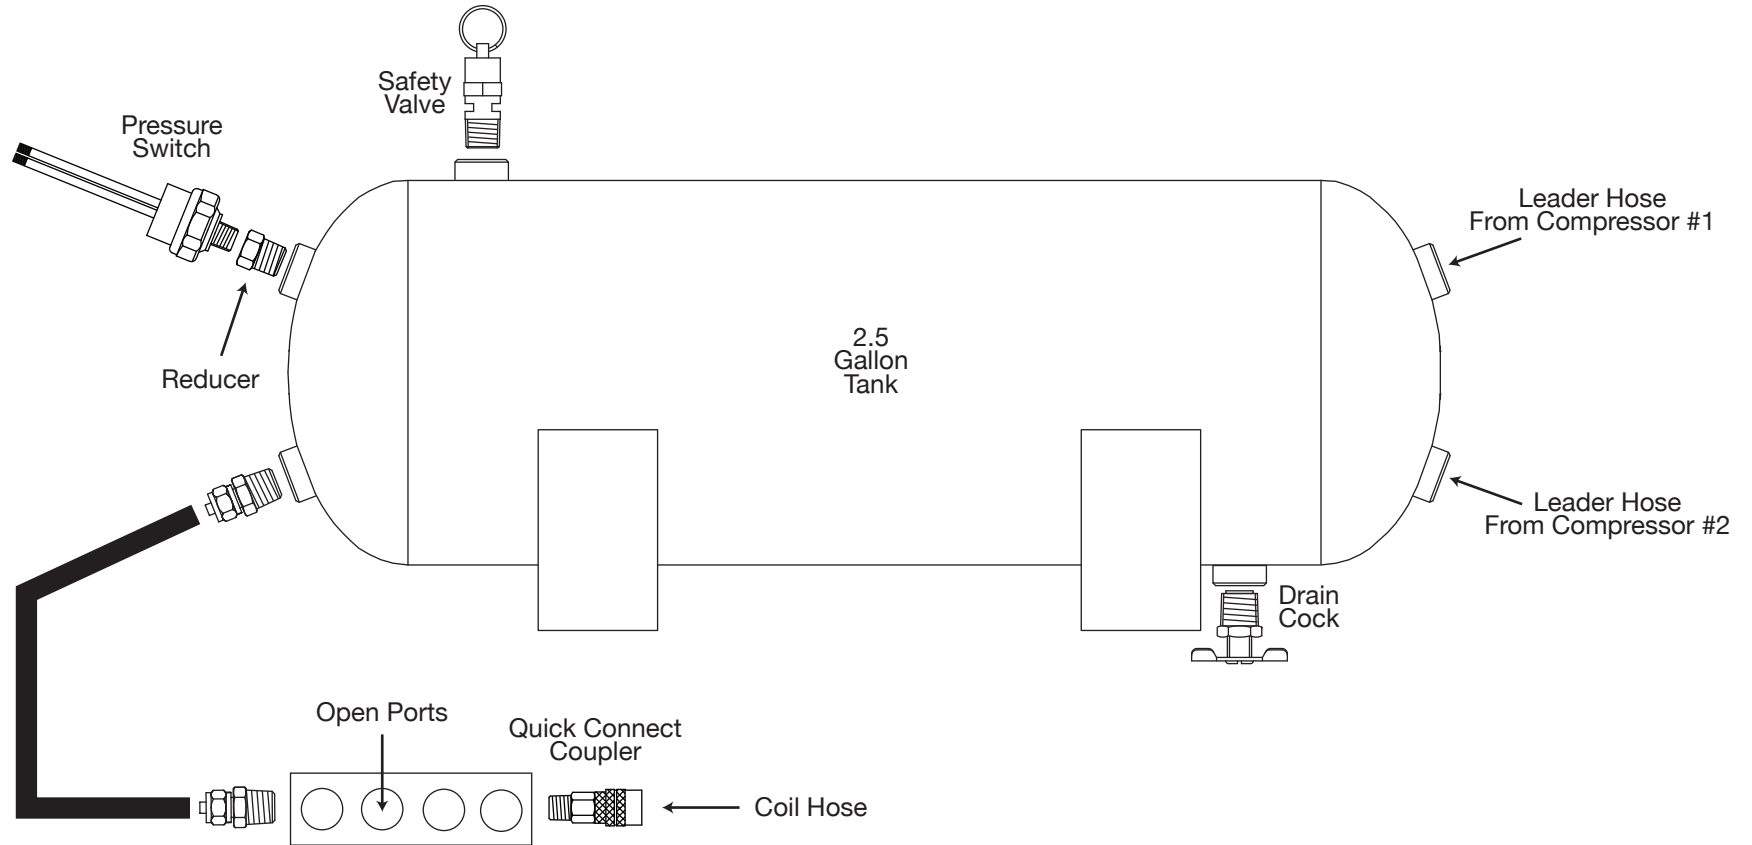 Safety
Valve
Pressure
Switch
Leader Hose
From Compressor #1
2.5
Gallon
Tank
Reducer
Leader Hose
From Compressor #2
Drain
Cock
Open Ports
Quick Connect
Coupler
Coil Hose